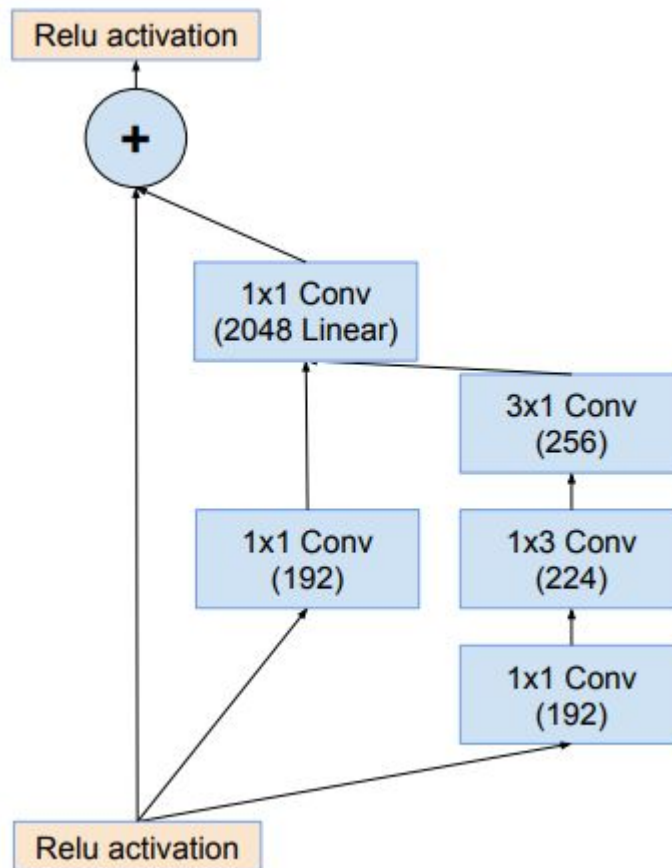 Relu activation
+
1x1 Conv
(2048 Linear)
3x1 Conv
(256)
1x1 Conv
(192)
1x3 Conv
(224)
1x1 Conv
(192)
Relu activation